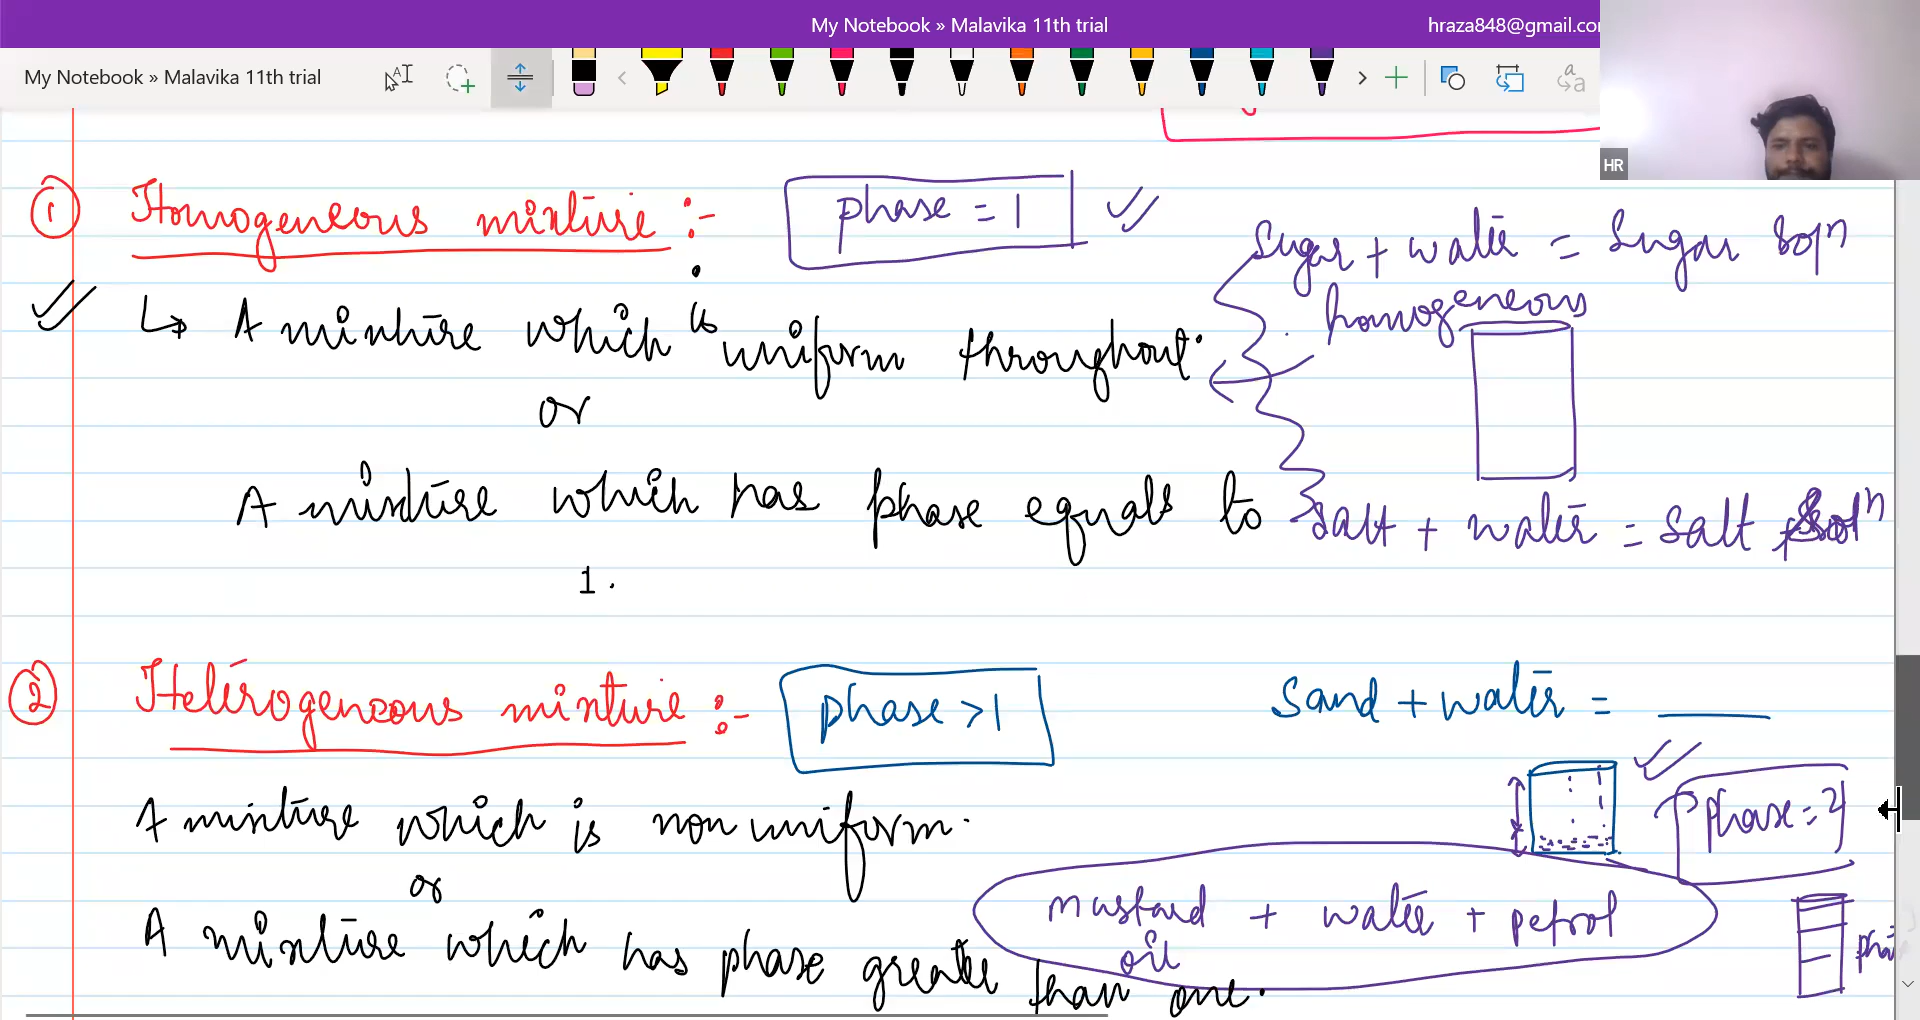 My Notebook » Malavika 11th trial
hraza848@gmail.co
My Notebook » Malavika 11th trial
HR
① Homogeneous mixture :- phase = 1
sugar + water = sugar solⁿ
homogeneous
↳ A mixture which is uniform throughout.
or
A mixture which has phase equals to
1.
salt + water = salt solⁿ
② Heterogeneous mixture :- phase > 1
sand + water =
A mixture which is non uniform.
phase = 2
or
mustard + water + petrol
oil
A mixture which has phase greater than one.